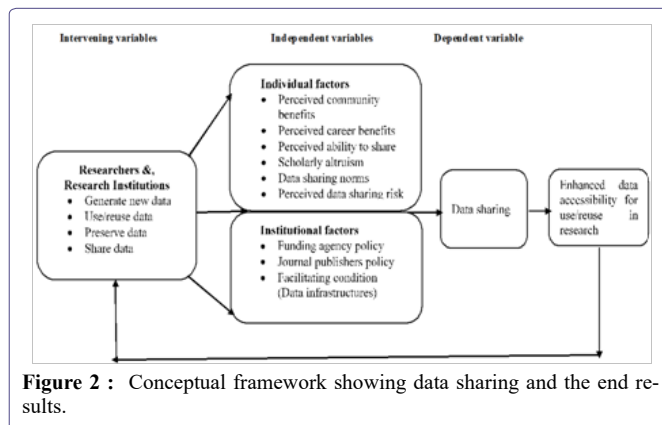 Intervening variables
Independent variables
Dependent variable
Researchers &,
Research Institutions
• Generate new data
• Use/reuse data
• Preserve data
• Share data
Individual factors
• Perceived community
benefits
• Perceived career benefits
• Perceived ability to share
• Scholarly altruism
• Data sharing norms
• Perceived data sharing risk
Institutional factors
• Funding agency policy
• Journal publishers policy
• Facilitating condition
(Data infrastructures)
Data sharing
Enhanced data
accessibility for
use/reuse in
research
Figure 2 : Conceptual framework showing data sharing and the end re-
sults.